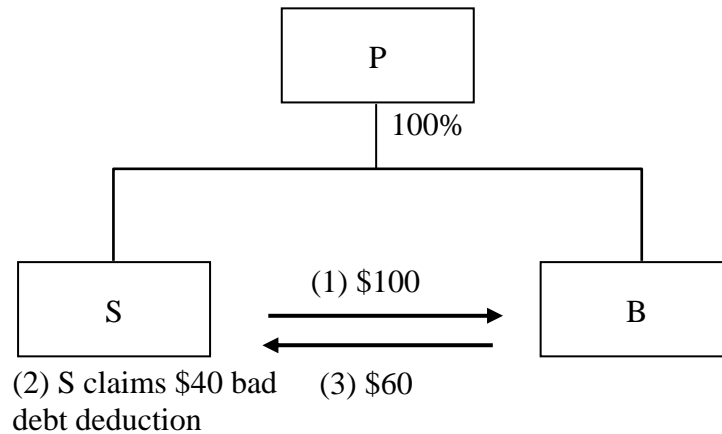 P
100%
(1) $100
S
B
(2) S claims $40 bad
debt deduction
(3) $60